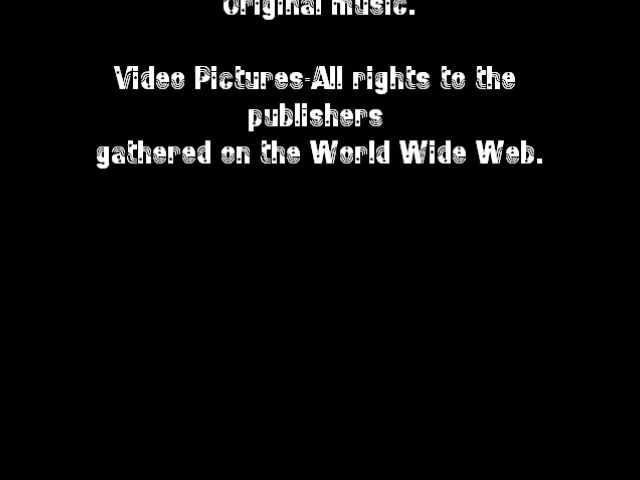 Original music.
Video Pictures-All rights to the
publishers
gathered on the World Wide Web.